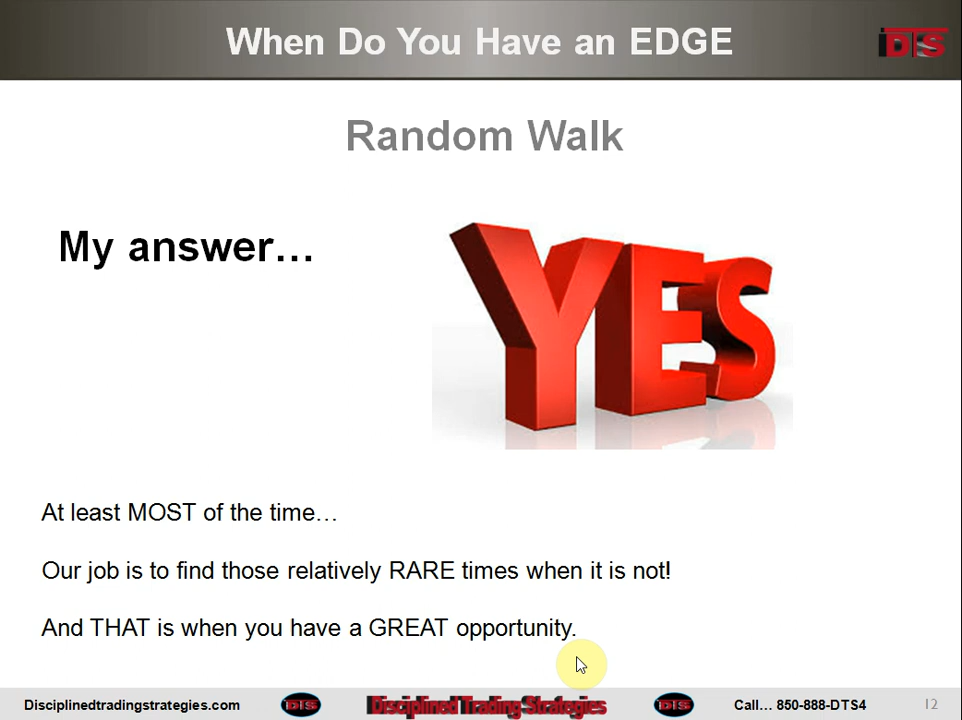 When Do You Have an EDGE
DTS
Random Walk
My answer…
YES
At least MOST of the time…
Our job is to find those relatively RARE times when it is not!
And THAT is when you have a GREAT opportunity.
Disciplinedtradingstrategies.com DTS Disciplined Trading Strategies DTS Call… 850-888-DTS4 12